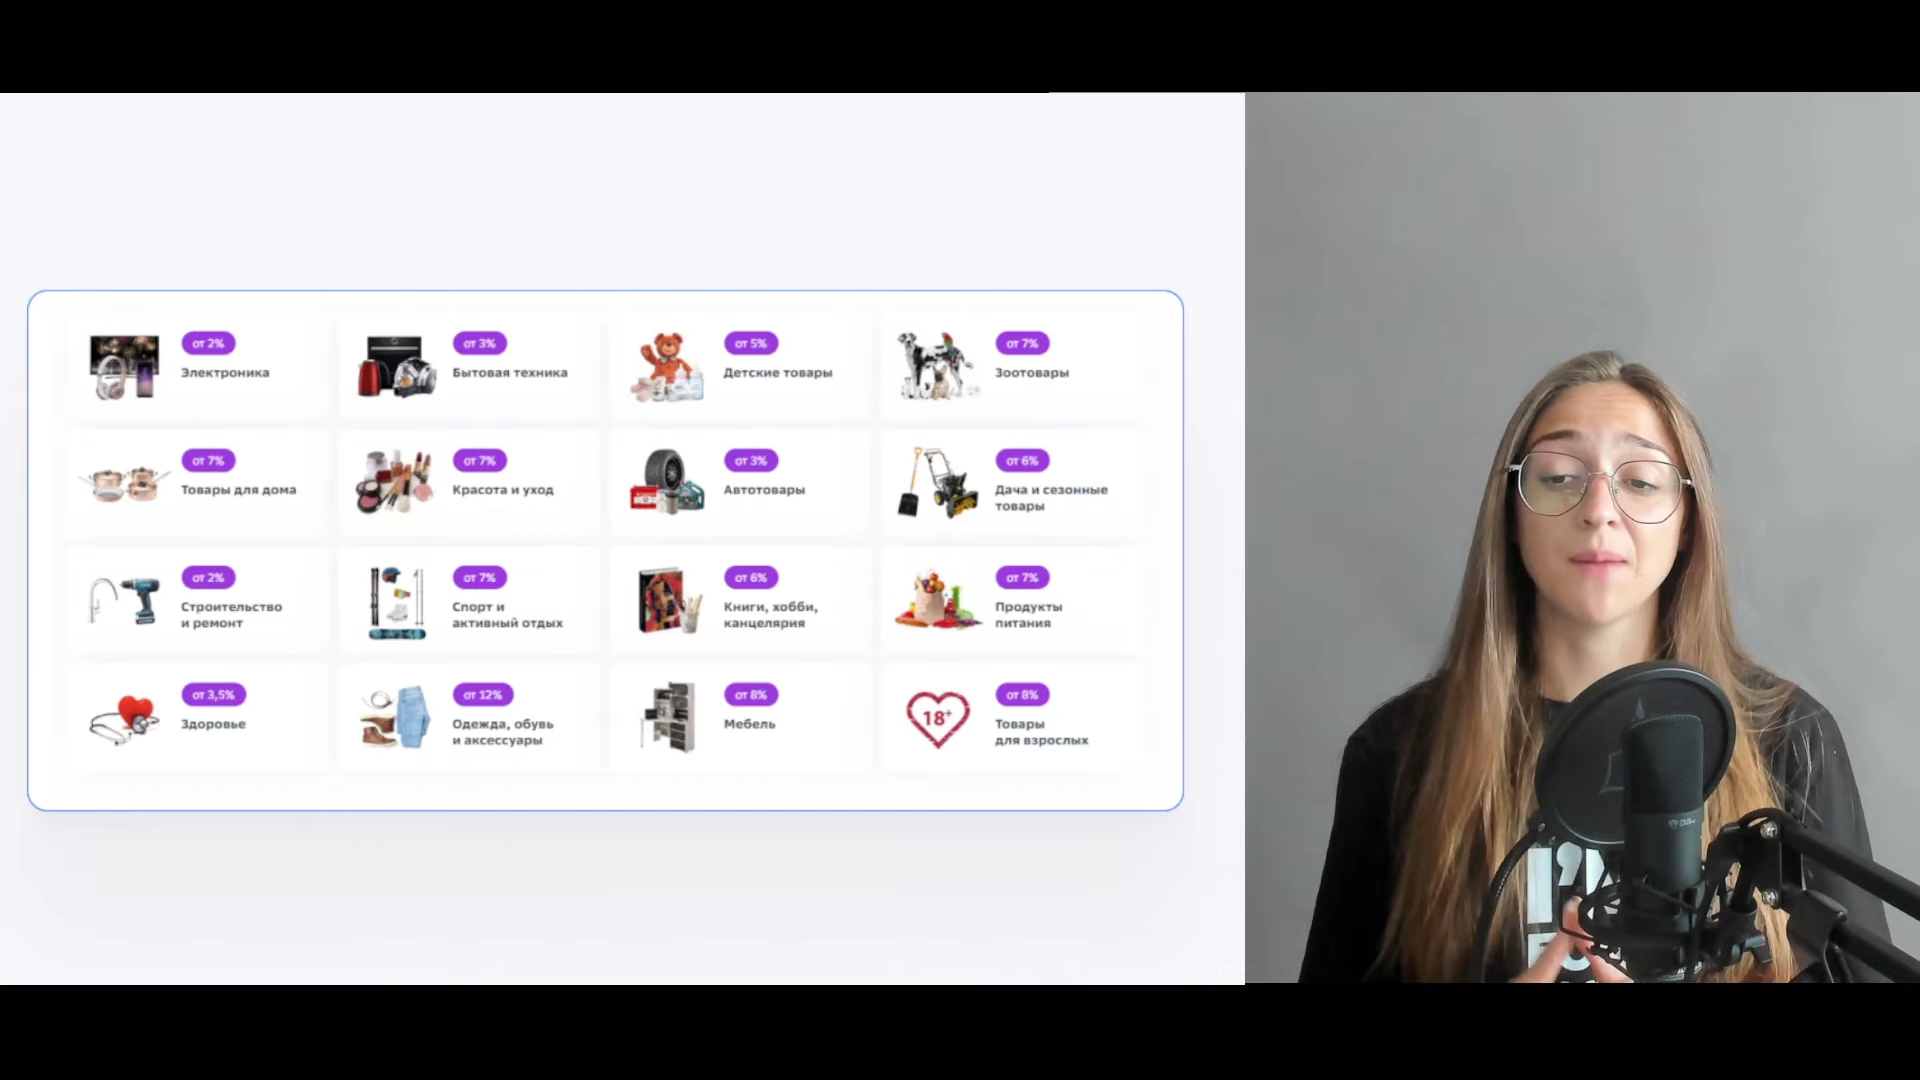 от 2%
Электроника
от 3%
Бытовая техника
от 5%
Детские товары
от 7%
Зоотовары
от 7%
Товары для дома
от 7%
Красота и уход
от 3%
Автотовары
от 6%
Дача и сезонные
товары
от 2%
Строительство
и ремонт
от 7%
Спорт и
активный отдых
от 6%
Книги, хобби,
канцелярия
от 7%
Продукты
питания
от 3,5%
Здоровье
от 12%
Одежда, обувь
и аксессуары
от 8%
Мебель
18+
от 8%
Товары
для взрослых